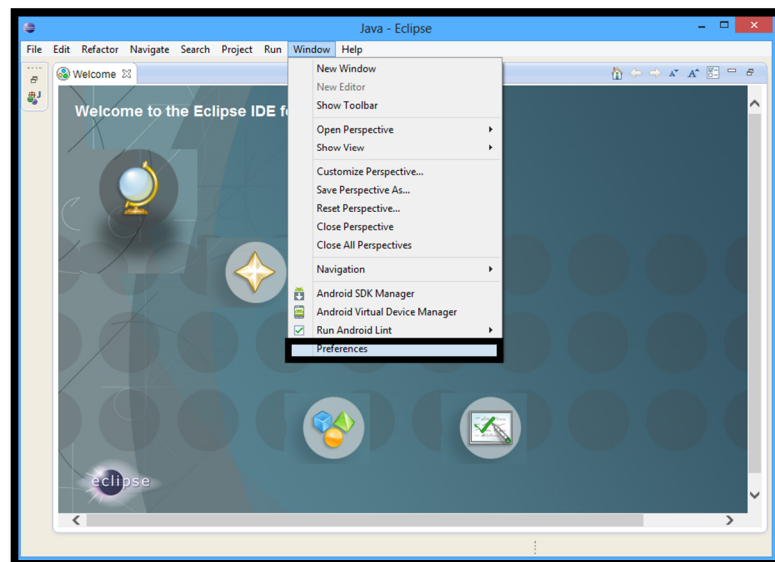 Java - Eclipse
File Edit Refactor Navigate Search Project Run Window Help
Welcome
Welcome to the Eclipse IDE f
New Window
New Editor
Show Toolbar
Open Perspective
Show View
Customize Perspective...
Save Perspective As...
Reset Perspective...
Close Perspective
Close All Perspectives
Navigation
Android SDK Manager
Android Virtual Device Manager
Run Android Lint
Preferences
eclipse